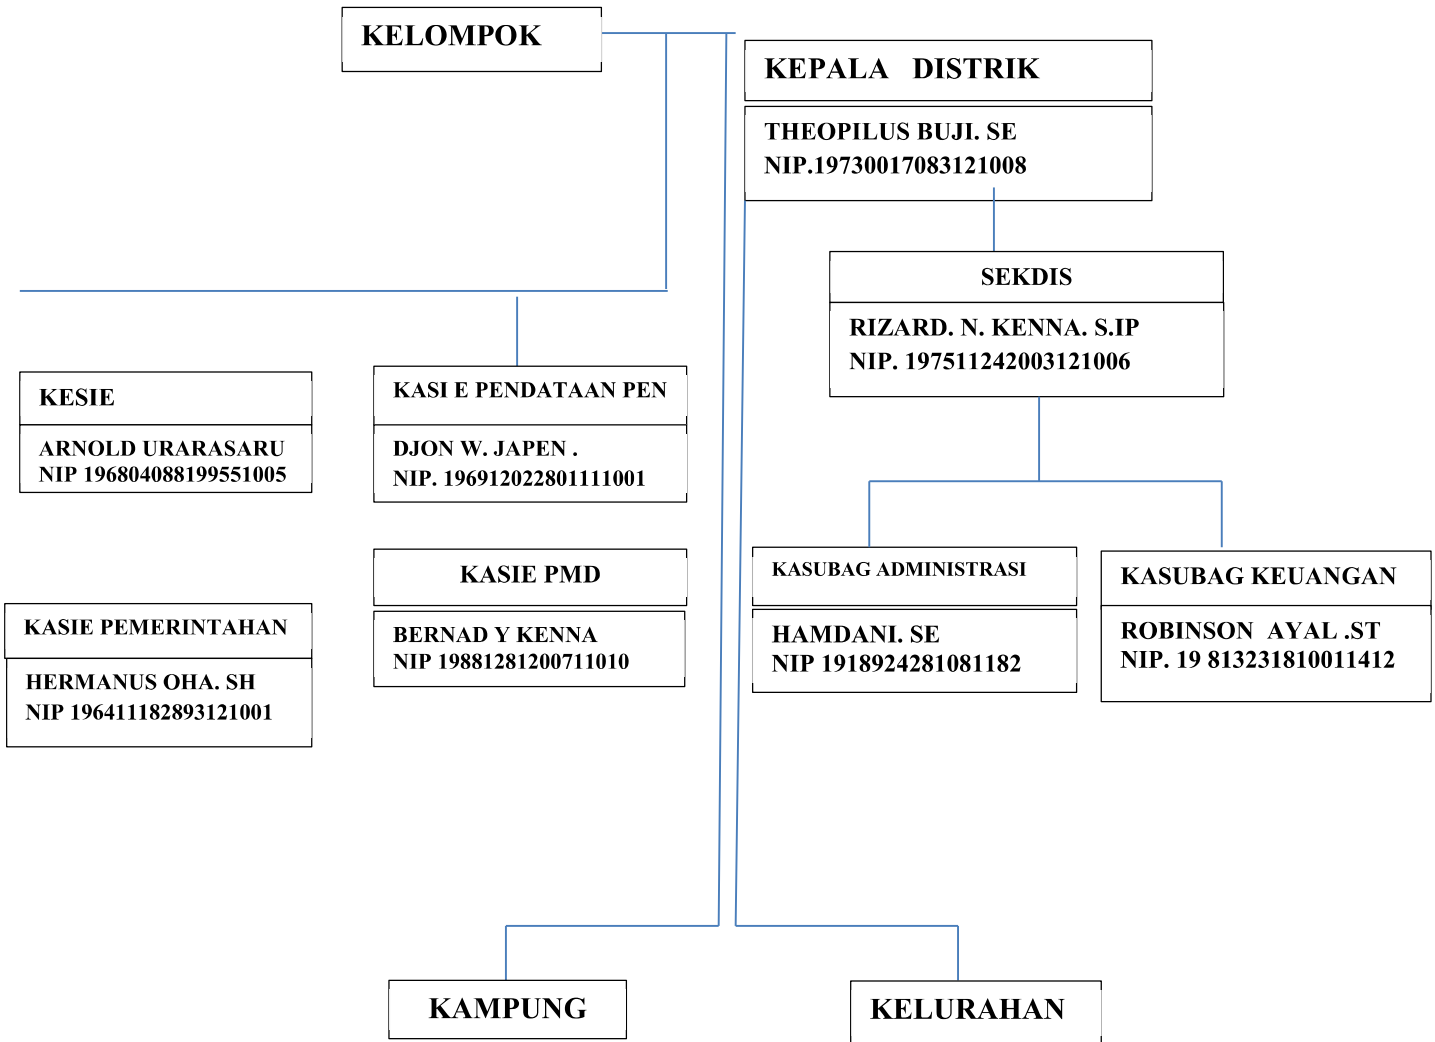 KELOMPOK
KEPALA DISTRIK
THEOPILUS BUJI. SE
NIP.19730017083121008
SEKDIS
RIZARD. N. KENNA. S.IP
NIP. 197511242003121006
KESIE
ARNOLD URARASARU
NIP 196804088199551005
KASI E PENDATAAN PEN
DJON W. JAPEN .
NIP. 196912022801111001
KASIE PMD
BERNAD Y KENNA
NIP 19881281200711010
KASUBAG ADMINISTRASI
HAMDANI. SE
NIP 1918924281081182
KASUBAG KEUANGAN
ROBINSON AYAL .ST
NIP. 19 813231810011412
KASIE PEMERINTAHAN
HERMANUS OHA. SH
NIP 196411182893121001
KAMPUNG
KELURAHAN